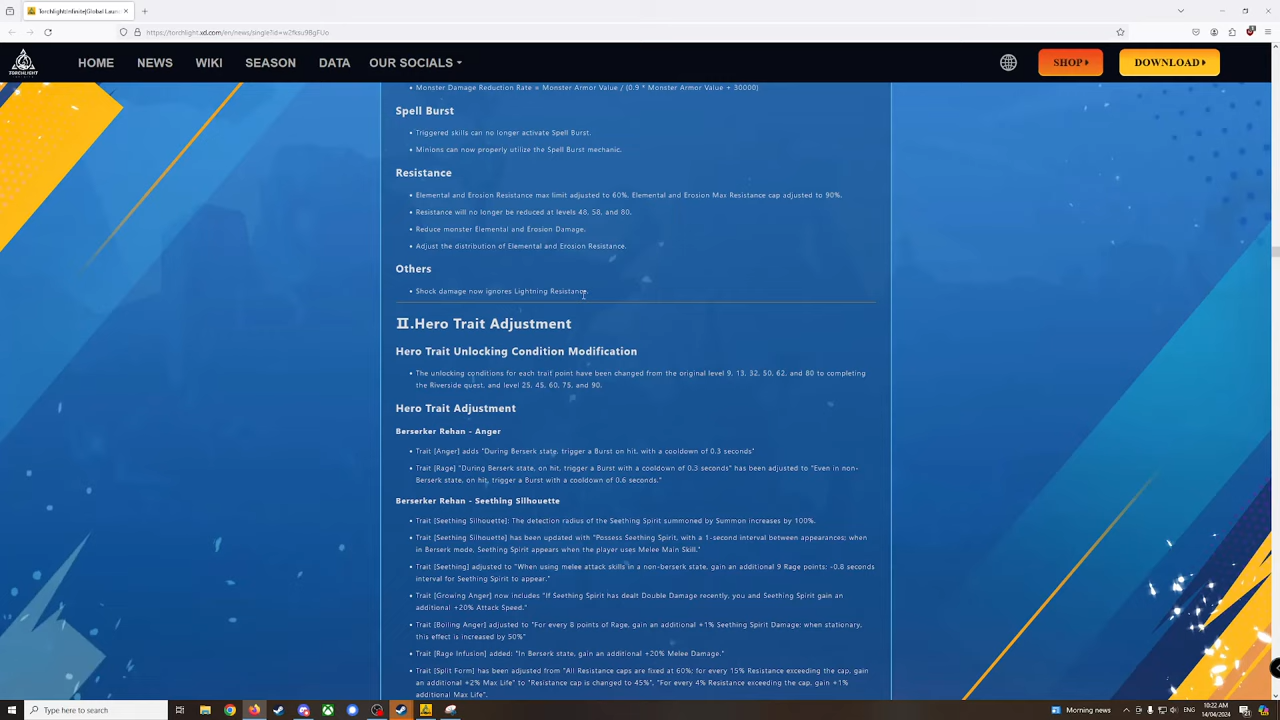 Torchlight: Infinite|Global Laun
https://torchlight.xd.com/en/news/single?id=w2fksu98gFUo
TORCHLIGHT
HOME
NEWS
WIKI
SEASON
DATA
OUR SOCIALS
SHOP
DOWNLOAD
• Monster Damage Reduction Rate = Monster Armor Value / (0.9 * Monster Armor Value + 30000)
Spell Burst
• Triggered skills can no longer activate Spell Burst.
• Minions can now properly utilize the Spell Burst mechanic.
Resistance
• Elemental and Erosion Resistance max limit adjusted to 60%. Elemental and Erosion Max Resistance cap adjusted to 90%.
• Resistance will no longer be reduced at levels 48, 58, and 80.
• Reduce monster Elemental and Erosion Damage.
• Adjust the distribution of Elemental and Erosion Resistance.
Others
• Shock damage now ignores Lightning Resistance.
Ⅱ.Hero Trait Adjustment
Hero Trait Unlocking Condition Modification
• The unlocking conditions for each trait point have been changed from the original level 9, 13, 32, 50, 62, and 80 to completing
the Riverside quest, and level 25, 45, 60, 75, and 90.
Hero Trait Adjustment
Berserker Rehan - Anger
• Trait [Anger] adds "During Berserk state, trigger a Burst on hit, with a cooldown of 0.3 seconds"
• Trait [Rage] "During Berserk state, on hit, trigger a Burst with a cooldown of 0.3 seconds" has been adjusted to "Even in non-
Berserk state, on hit, trigger a Burst with a cooldown of 0.6 seconds."
Berserker Rehan - Seething Silhouette
• Trait [Seething Silhouette]: The detection radius of the Seething Spirit summoned by Summon increases by 100%.
• Trait [Seething Silhouette] has been updated with "Possess Seething Spirit, with a 1-second interval between appearances; when
in Berserk mode, Seething Spirit appears when the player uses Melee Main Skill."
• Trait [Seething] adjusted to "When using melee attack skills in a non-berserk state, gain an additional 9 Rage points; -0.8 seconds
interval for Seething Spirit to appear."
• Trait [Growing Anger] now includes "If Seething Spirit has dealt Double Damage recently, you and Seething Spirit gain an
additional +20% Attack Speed."
• Trait [Boiling Anger] adjusted to "For every 8 points of Rage, gain an additional +1% Seething Spirit Damage; when stationary,
this effect is increased by 50%"
• Trait [Rage Infusion] added: "In Berserk state, gain an additional +20% Melee Damage."
• Trait [Split Form] has been adjusted from "All Resistance caps are fixed at 60%; for every 15% Resistance exceeding the cap, gain
an additional +2% Max Life" to "Resistance cap is changed to 45%", "For every 4% Resistance exceeding the cap, gain +1%
additional Max Life".
Type here to search
Morning news
10:22 AM
14/04/2024